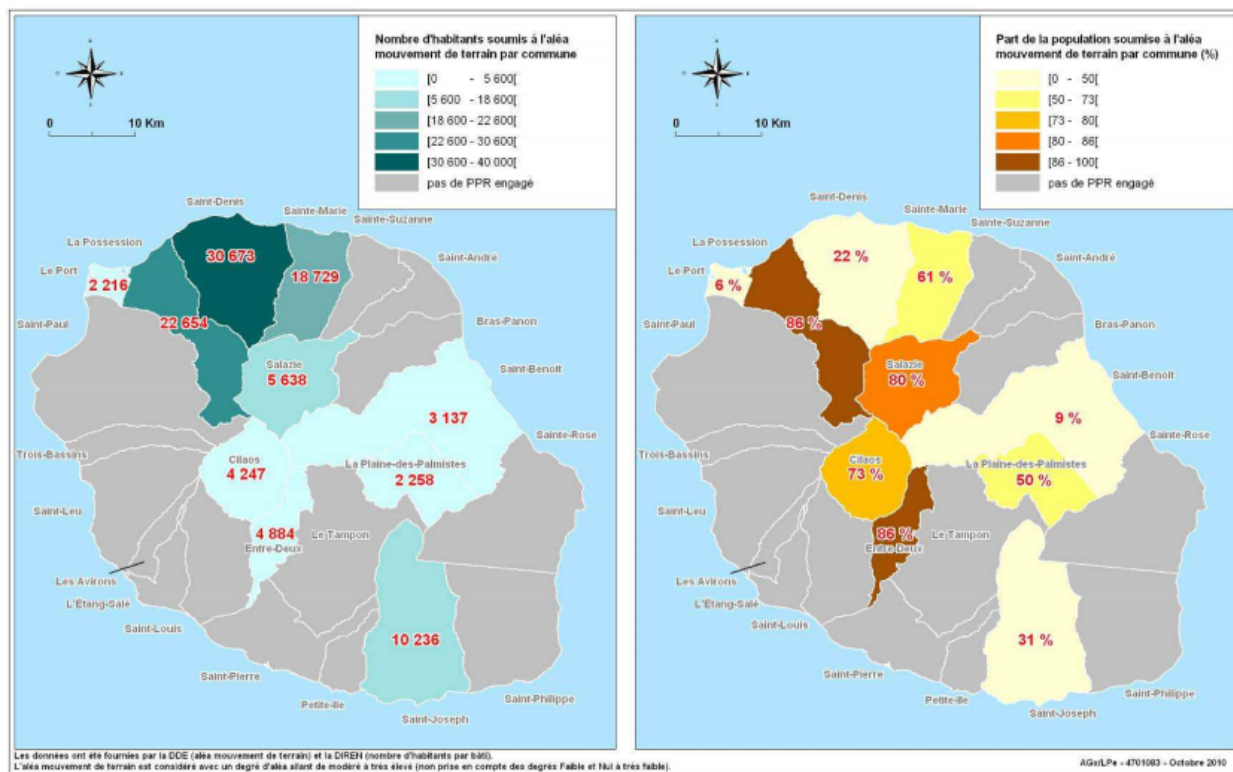 Nombre d'habitants soumis à l'aléa
mouvement de terrain par commune
[0 - 5 600[
[5 600 - 18 600[
[18 600 - 22 600[
[22 600 - 30 600[
[30 600 - 40 000[
pas de PPR engagé
0 10 Km
Saint-Denis
Sainte-Marie
Sainte-Suzanne
La Possession
Saint-André
Le Port
30 673
18 729
2 216
Saint-Paul
22 654
Bras-Panon
Salazie
5 638
Saint-Benoit
3 137
Sainte-Rose
Trois-Bassins
Cilaos
4 247
La Plaine-des-Palmistes
2 258
Saint-Leu
4 884
Entre-Deux
Le Tampon
Les Avirons
L'Étang-Salé
Saint-Louis
10 236
Saint-Pierre
Petite-Ile
Saint-Joseph
Saint-Philippe
Part de la population soumise à l'aléa
mouvement de terrain par commune (%)
[0 - 50[
[50 - 73[
[73 - 80[
[80 - 86[
[86 - 100[
pas de PPR engagé
0 10 Km
Saint-Denis
Sainte-Marie
Sainte-Suzanne
La Possession
Saint-André
Le Port
22 %
61 %
6 %
Saint-Paul
86 %
Bras-Panon
Salazie
80 %
Saint-Benoit
9 %
Sainte-Rose
Trois-Bassins
Cilaos
73 %
La Plaine-des-Palmistes
50 %
Saint-Leu
86 %
Entre-Deux
Le Tampon
Les Avirons
L'Étang-Salé
Saint-Louis
31 %
Saint-Pierre
Petite-Ile
Saint-Joseph
Saint-Philippe
Les données ont été fournies par la DDE (aléa mouvement de terrain) et la DIREN (nombre d'habitants par bâti).
L'aléa mouvement de terrain est considéré avec un degré d'aléa allant de modéré à très élevé (non prise en compte des degrés Faible et Nul à très faible).
AGs/LPe - 4701083 - Octobre 2010